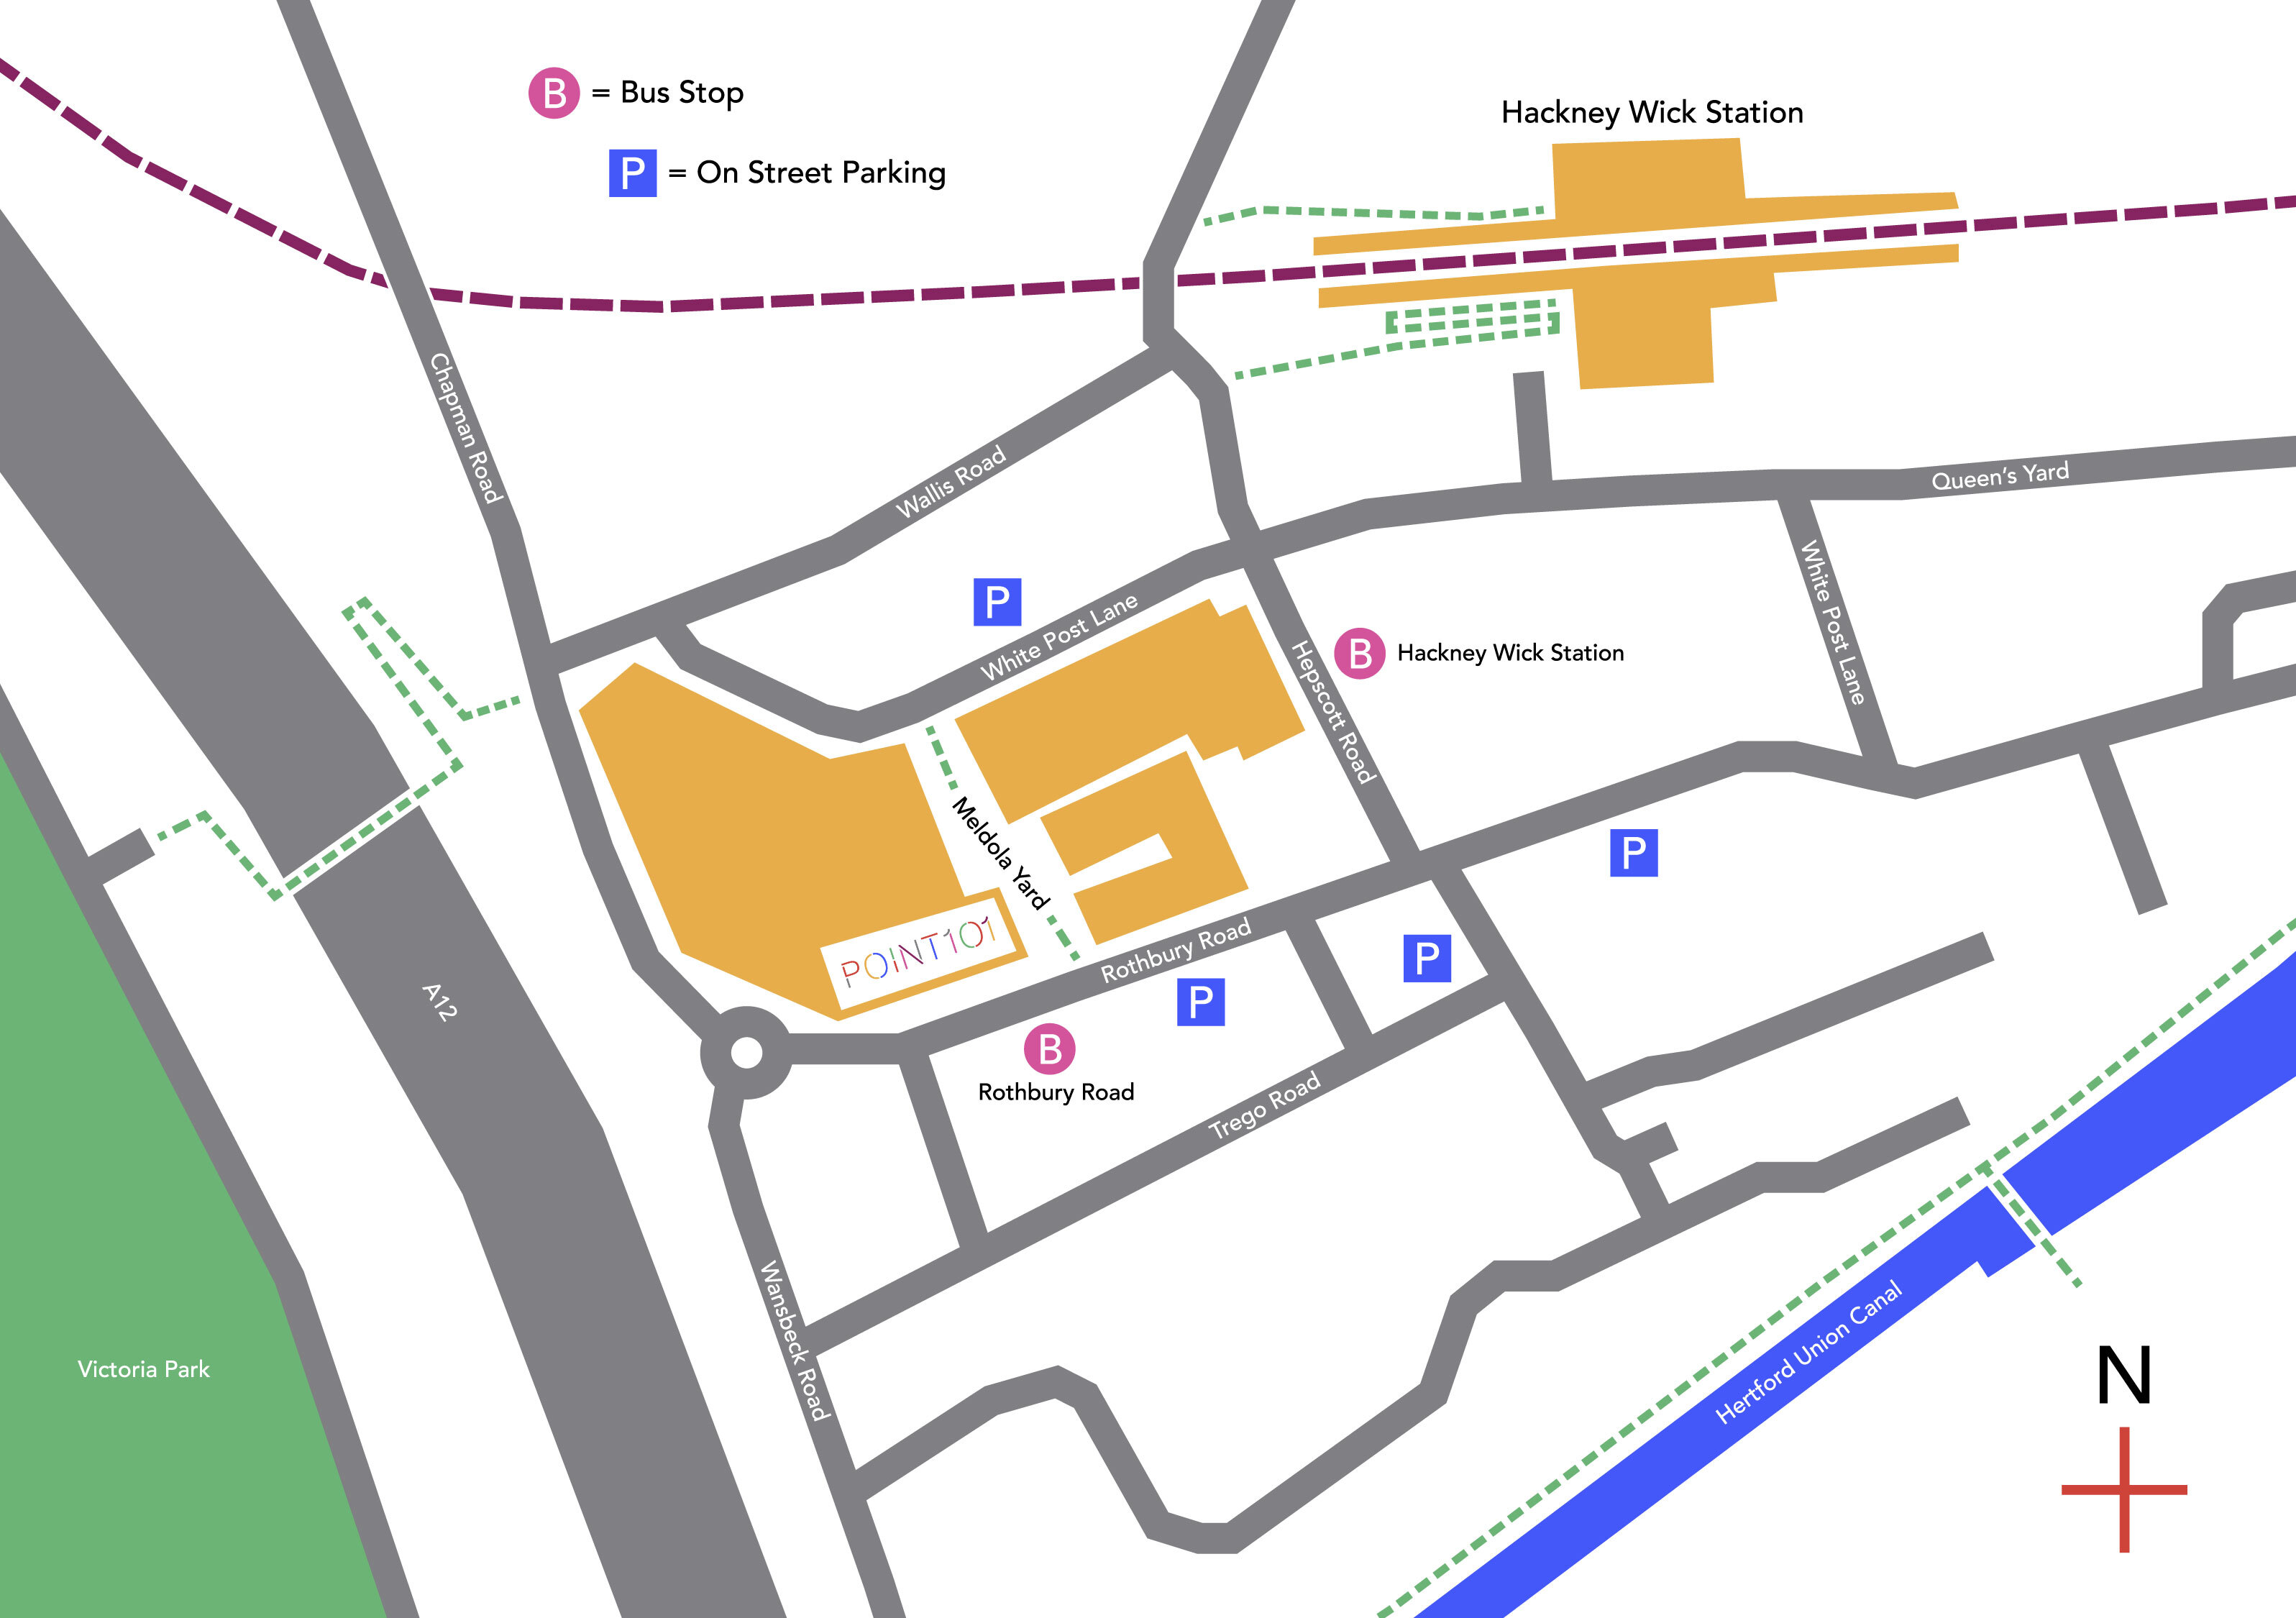 B = Bus Stop
Hackney Wick Station
P = On Street Parking
Chapman Road
Wallis Road
Queen's Yard
P
White Post Lane
White Post Lane
B Hackney Wick Station
Hepscott Road
Meldola Yard
P
POINT101
Rothbury Road
P
P
A12
B
Rothbury Road
Trego Road
Wansbeck Road
Victoria Park
Hertford Union Canal
N